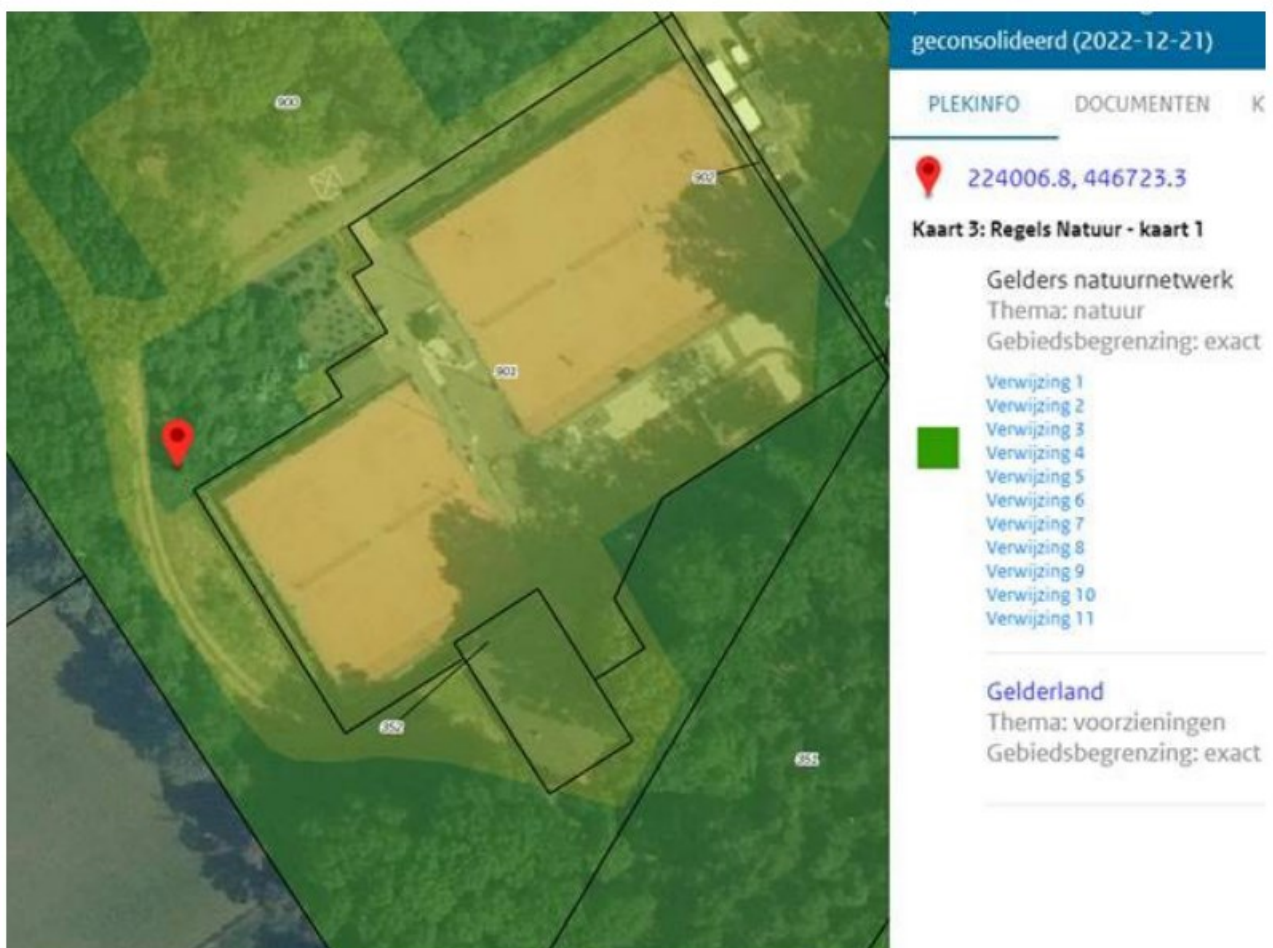 geconsolideerd (2022-12-21)
PLEKINFO DOCUMENTEN K
224006.8, 446723.3
Kaart 3: Regels Natuur - kaart 1
Gelders natuurnetwerk
Thema: natuur
Gebiedsbegrenzing: exact
Verwijzing 1
Verwijzing 2
Verwijzing 3
Verwijzing 4
Verwijzing 5
Verwijzing 6
Verwijzing 7
Verwijzing 8
Verwijzing 9
Verwijzing 10
Verwijzing 11
Gelderland
Thema: voorzieningen
Gebiedsbegrenzing: exact
900
902
901
352
351